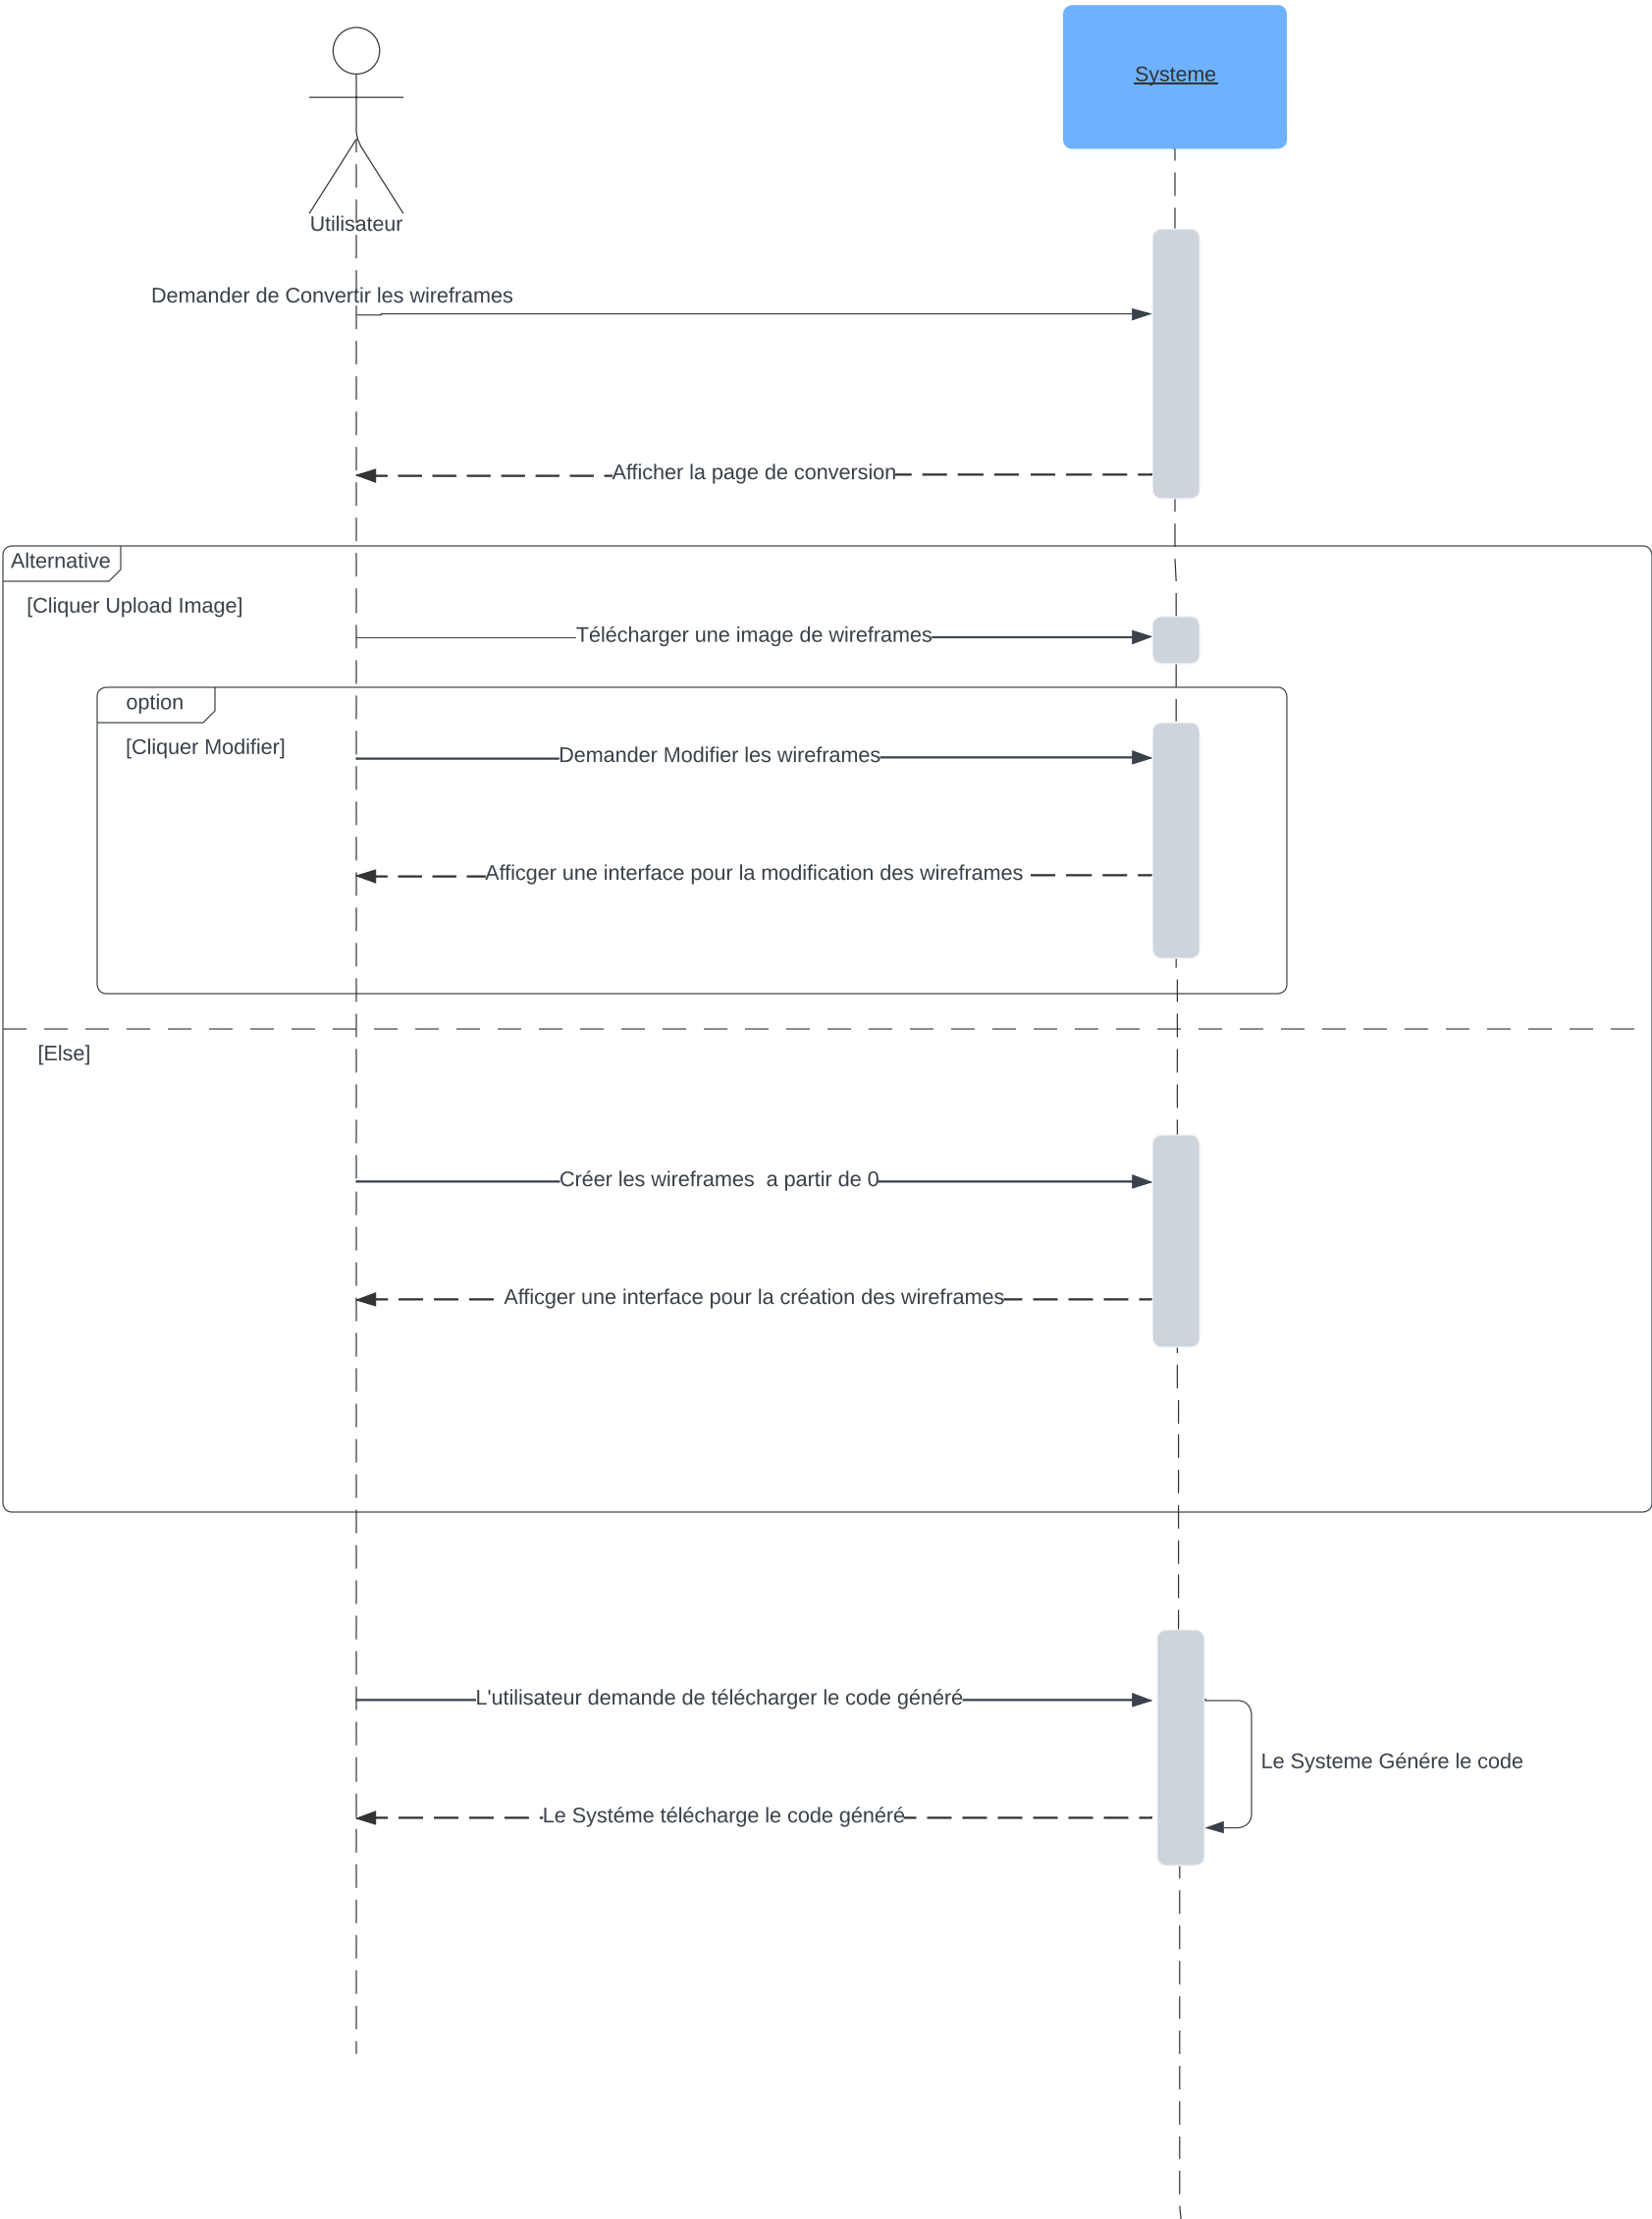 Systeme
Utilisateur
Demander de Convertir les wireframes
Afficher la page de conversion
Alternative
[Cliquer Upload Image]
Télécharger une image de wireframes
option
[Cliquer Modifier]
Demander Modifier les wireframes
Afficger une interface pour la modification des wireframes
[Else]
Créer les wireframes  a partir de 0
Afficger une interface pour la création des wireframes
L'utilisateur demande de télécharger le code généré
Le Systeme Génére le code
Le Systéme télécharge le code généré